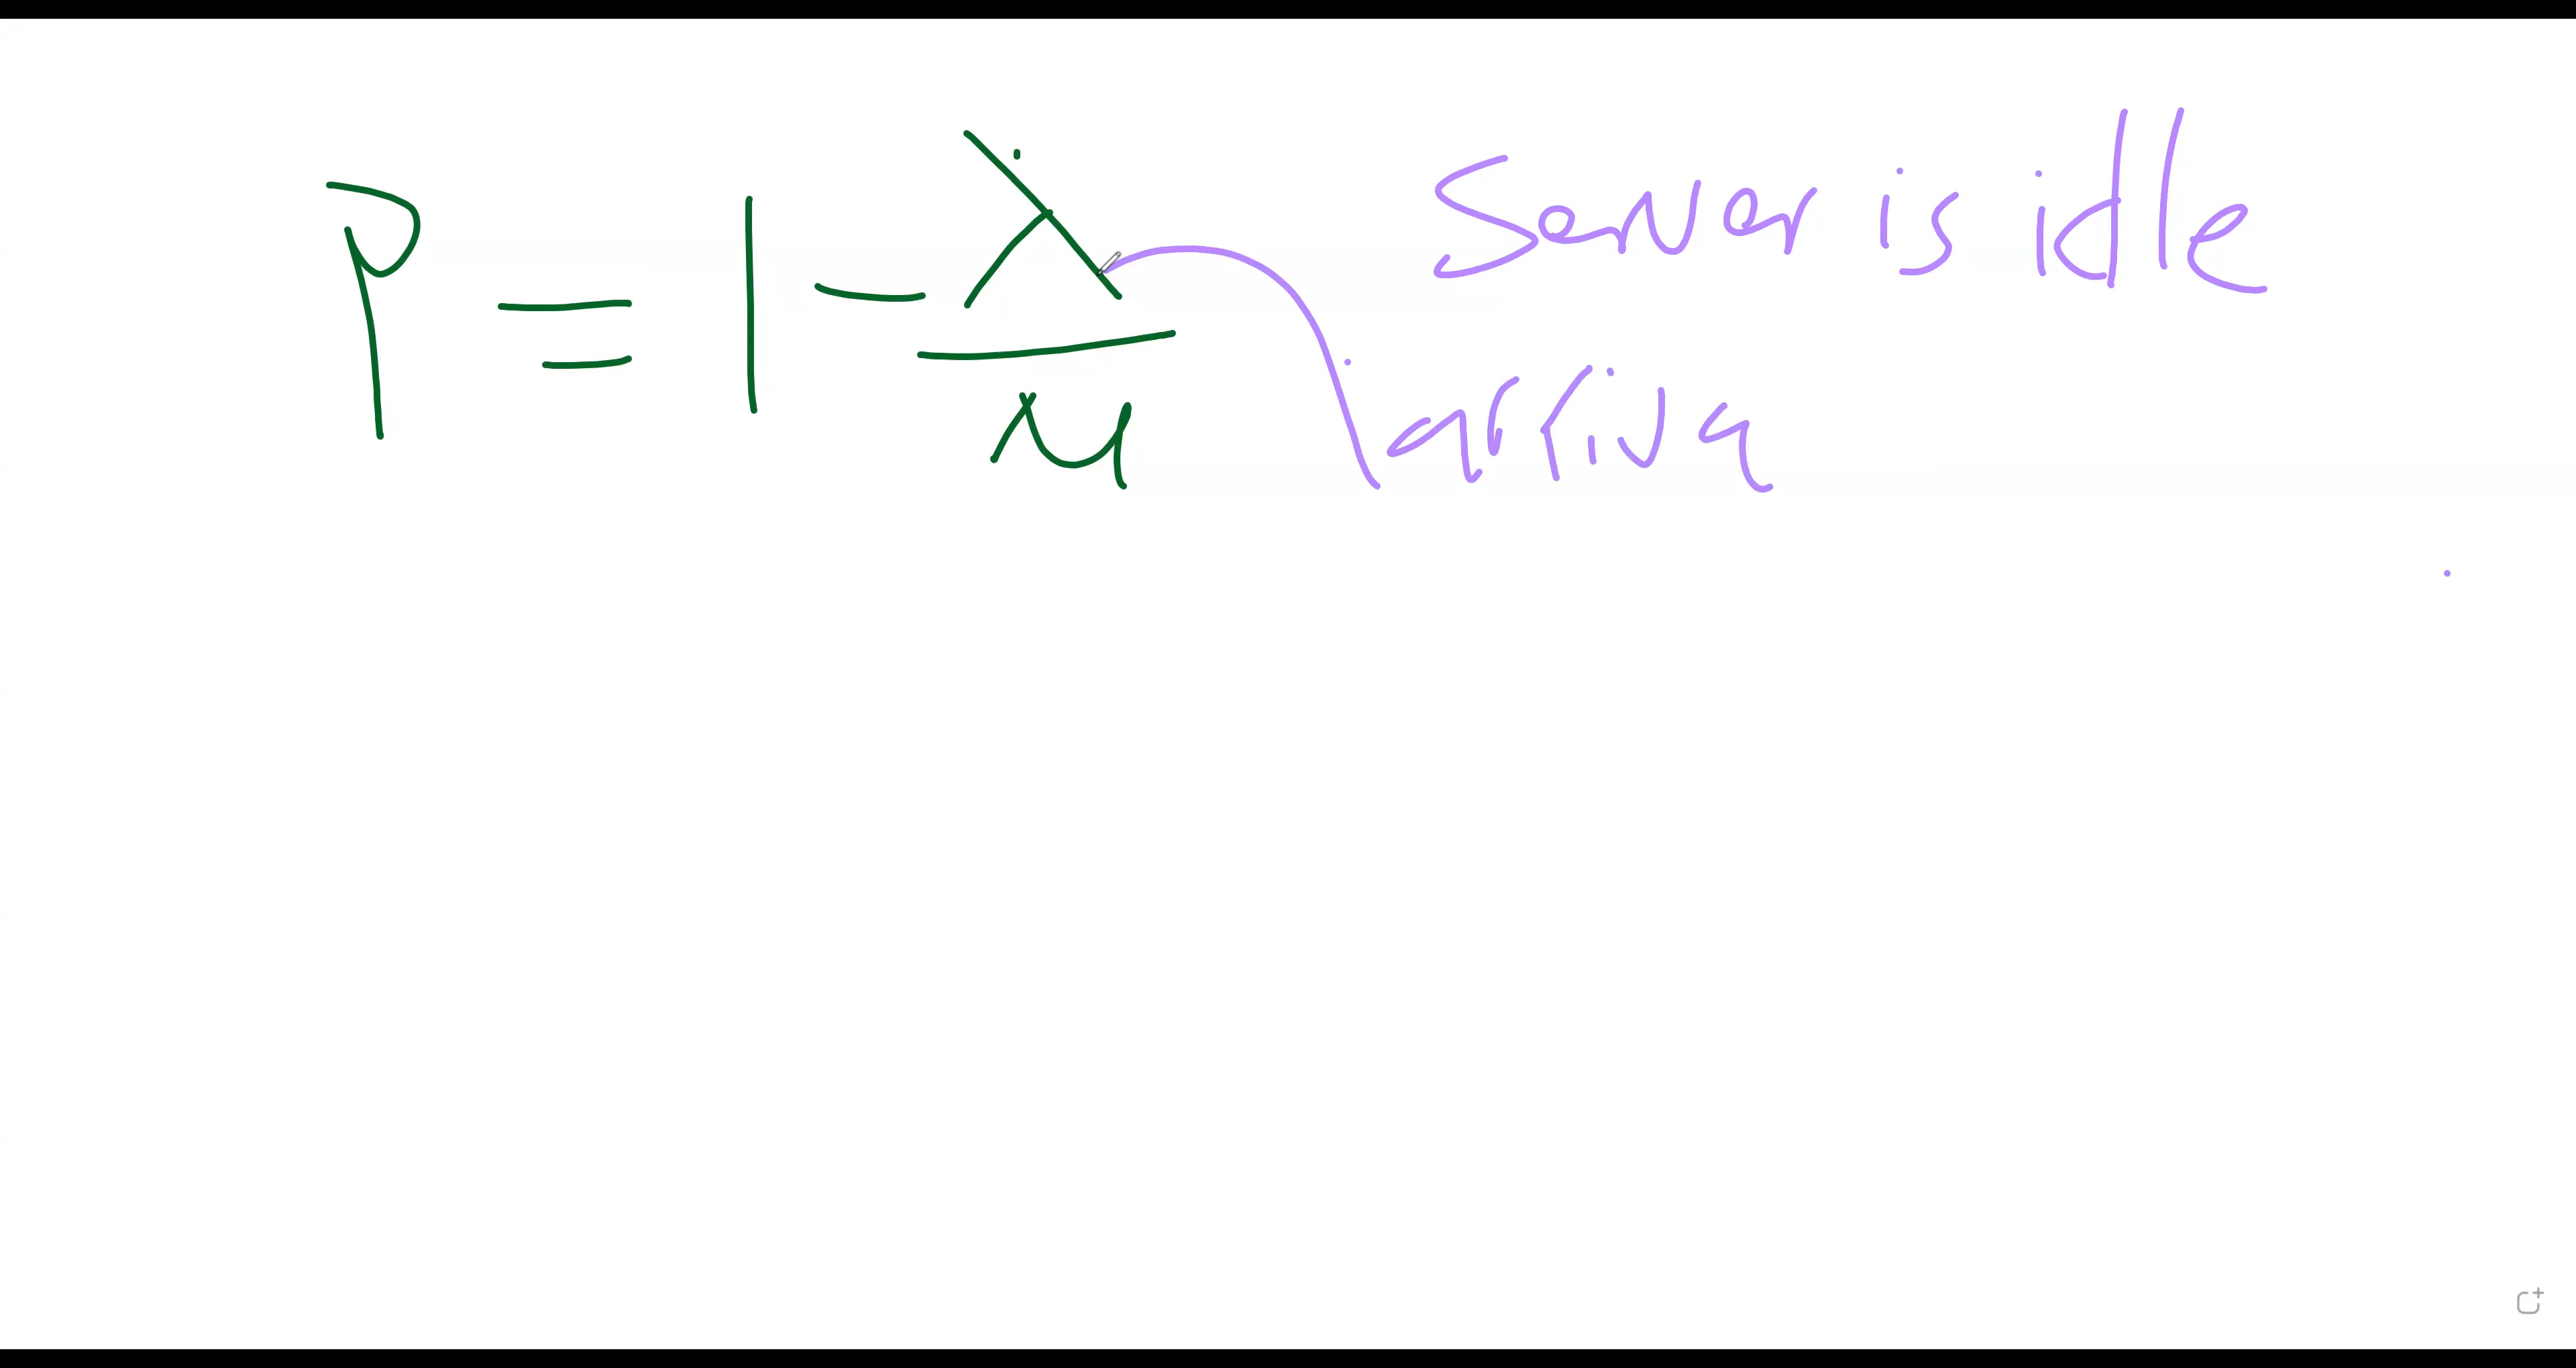 P = 1 - λ/μ Server is idle
arriva